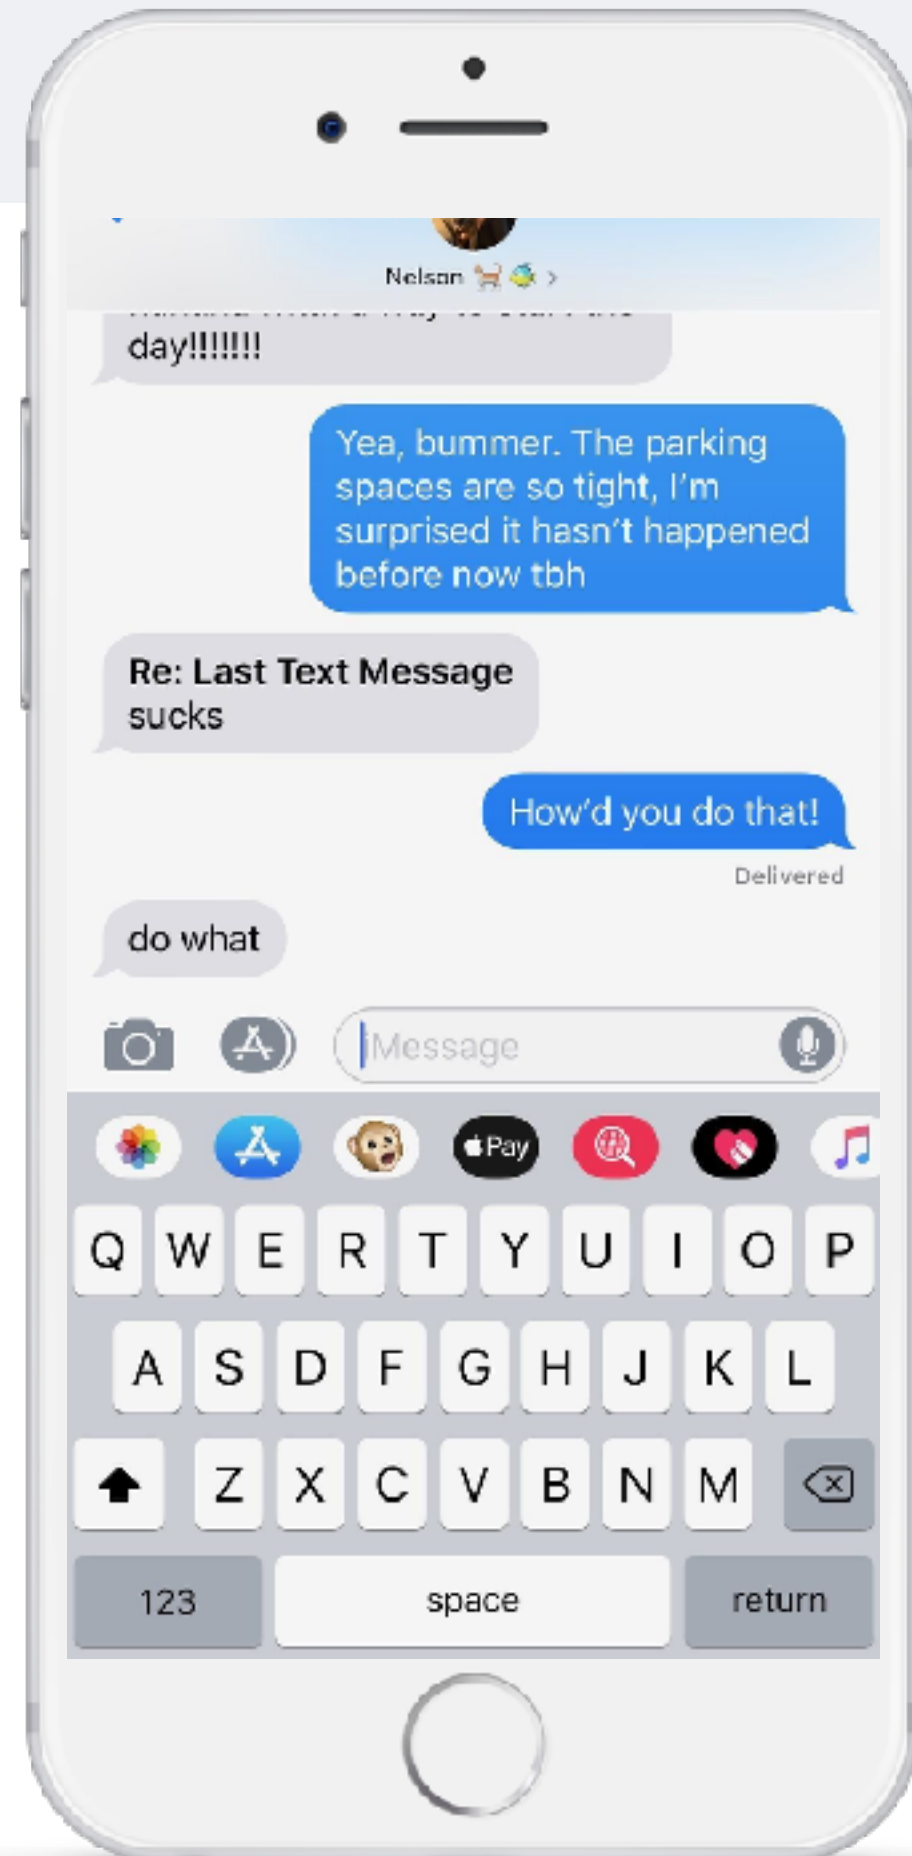 Nelson 🐕 🐠 >
day!!!!!!!
Yea, bummer. The parking
spaces are so tight, I'm
surprised it hasn't happened
before now tbh
Re: Last Text Message
sucks
How'd you do that!
Delivered
do what
iMessage
Pay
Q W E R T Y U I O P
A S D F G H J K L
Z X C V B N M
123 space return